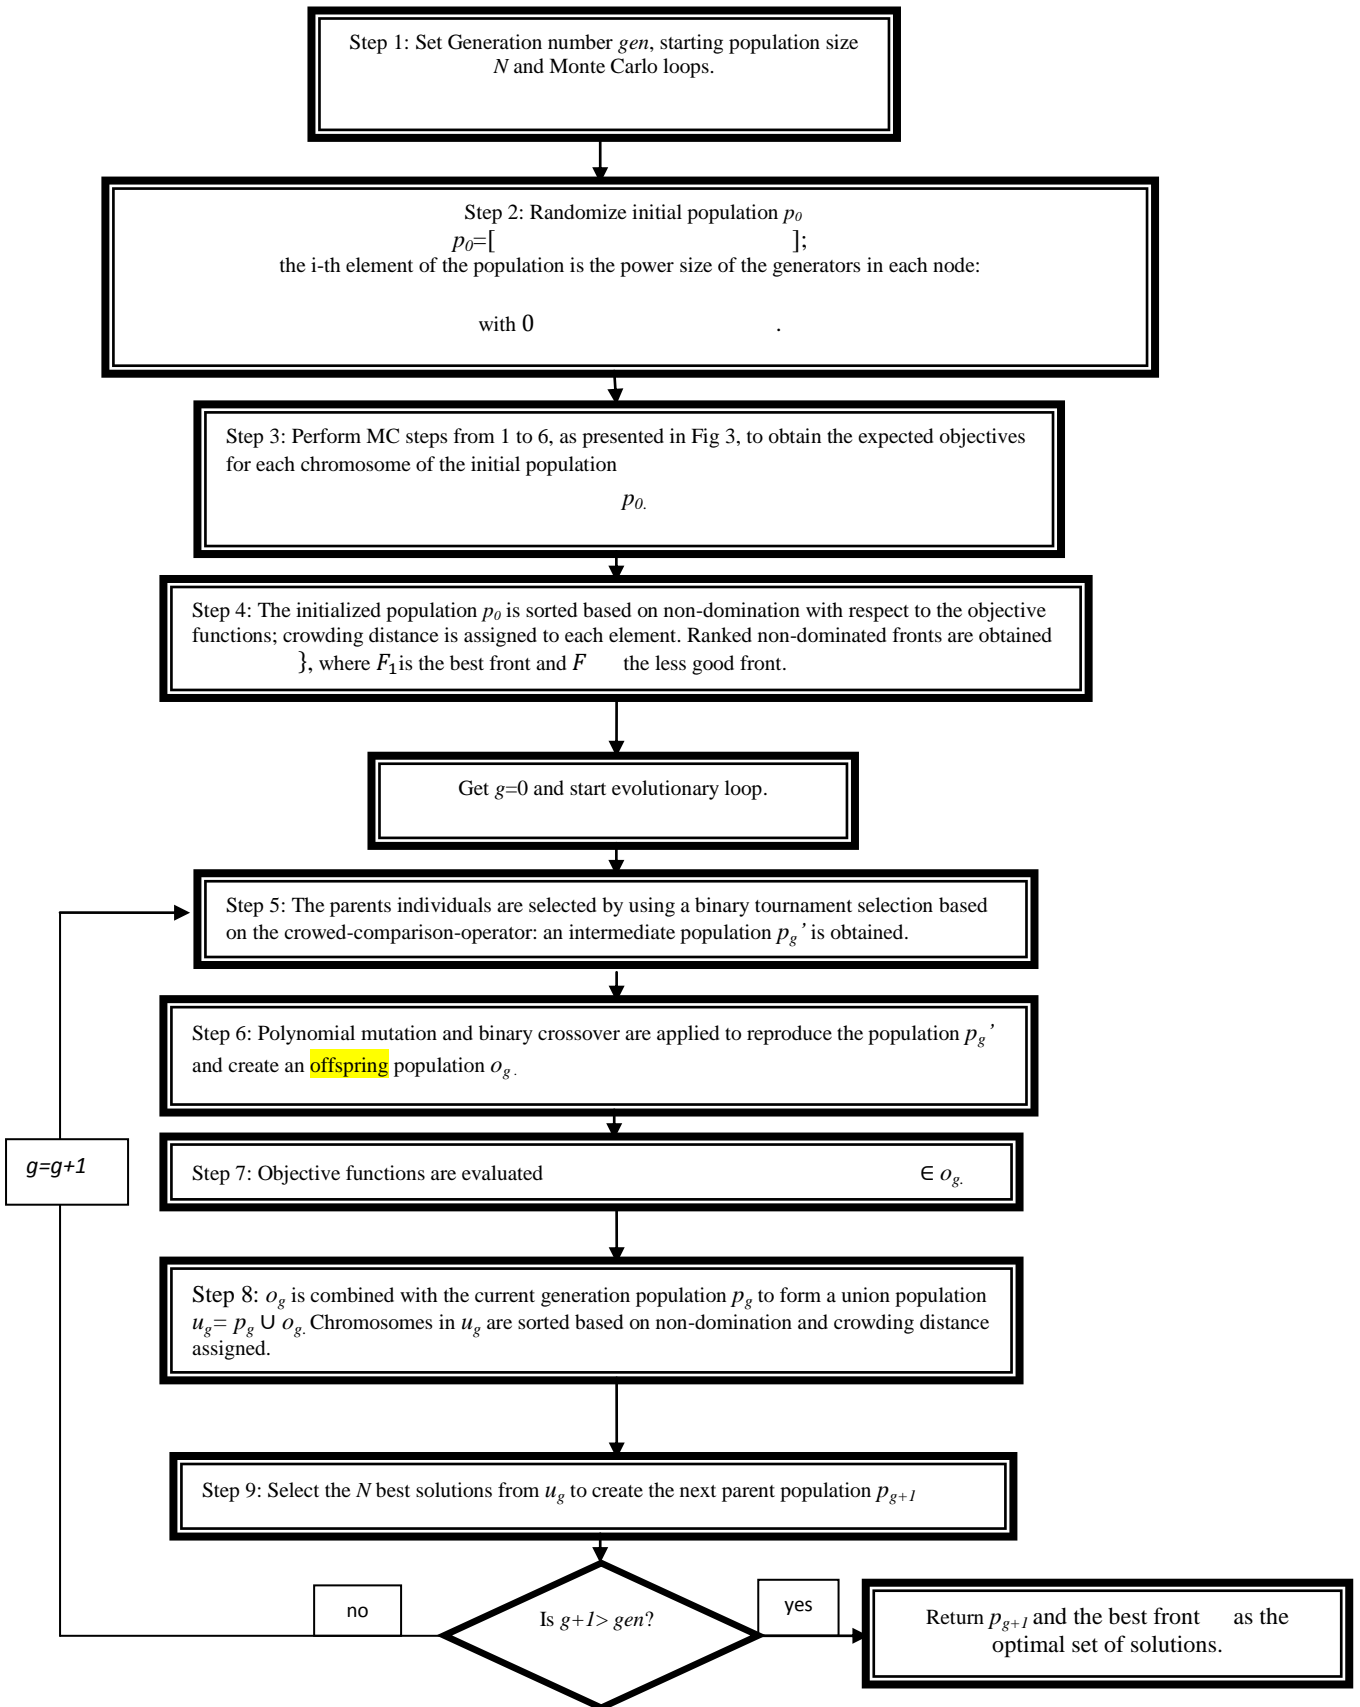 Step 1: Set Generation number gen, starting population size
N and Monte Carlo loops.
Step 2: Randomize initial population p0
p0=[ ];
the i-th element of the population is the power size of the generators in each node:
with 0 .
Step 3: Perform MC steps from 1 to 6, as presented in Fig 3, to obtain the expected objectives
for each chromosome of the initial population
p0.
Step 4: The initialized population p0 is sorted based on non-domination with respect to the objective
functions; crowding distance is assigned to each element. Ranked non-dominated fronts are obtained
}, where F1 is the best front and F the less good front.
Get g=0 and start evolutionary loop.
Step 5: The parents individuals are selected by using a binary tournament selection based
on the crowed-comparison-operator: an intermediate population pg’ is obtained.
Step 6: Polynomial mutation and binary crossover are applied to reproduce the population pg’
and create an offspring population og.
g=g+1
Step 7: Objective functions are evaluated ∈ og.
Step 8: og is combined with the current generation population pg to form a union population
ug= pg ∪ og. Chromosomes in ug are sorted based on non-domination and crowding distance
assigned.
Step 9: Select the N best solutions from ug to create the next parent population pg+1
no
Is g+1> gen?
yes
Return pg+1 and the best front as the
optimal set of solutions.